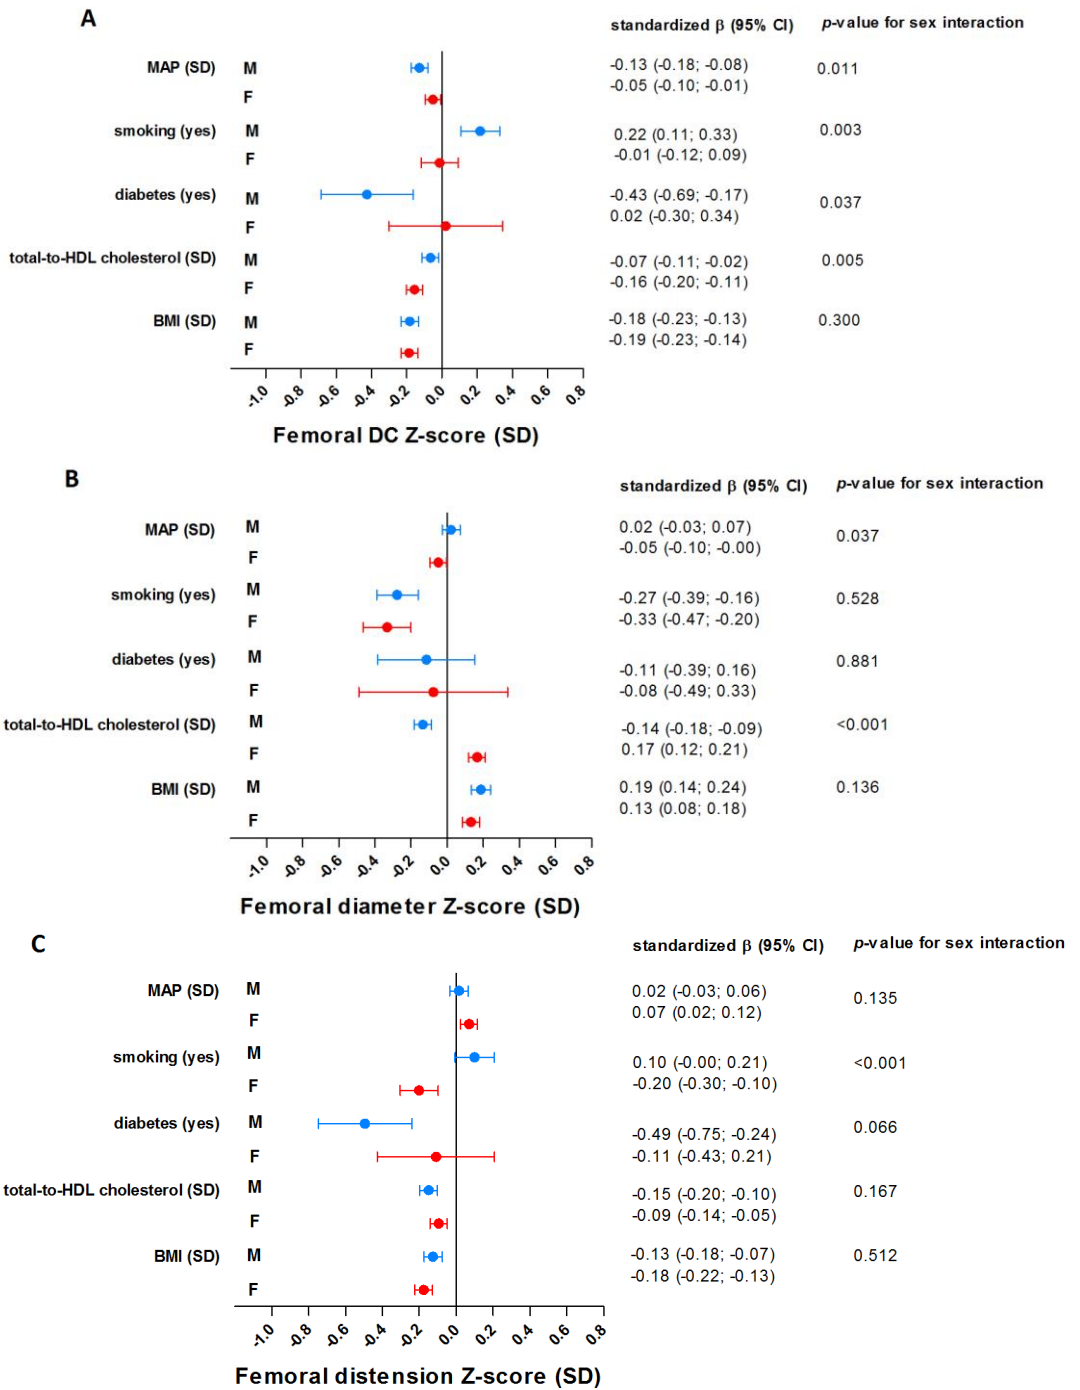 A
standardized β (95% CI) p-value for sex interaction
MAP (SD) M -0.13 (-0.18; -0.08) 0.011
F -0.05 (-0.10; -0.01)
smoking (yes) M 0.22 (0.11; 0.33) 0.003
F -0.01 (-0.12; 0.09)
diabetes (yes) M -0.43 (-0.69; -0.17) 0.037
F 0.02 (-0.30; 0.34)
total-to-HDL cholesterol (SD) M -0.07 (-0.11; -0.02) 0.005
F -0.16 (-0.20; -0.11)
BMI (SD) M -0.18 (-0.23; -0.13) 0.300
F -0.19 (-0.23; -0.14)
-1.0 -0.8 -0.6 -0.4 -0.2 0.0 0.2 0.4 0.6 0.8
Femoral DC Z-score (SD)
B
standardized β (95% CI) p-value for sex interaction
MAP (SD) M 0.02 (-0.03; 0.07) 0.037
F -0.05 (-0.10; -0.00)
smoking (yes) M -0.27 (-0.39; -0.16) 0.528
F -0.33 (-0.47; -0.20)
diabetes (yes) M -0.11 (-0.39; 0.16) 0.881
F -0.08 (-0.49; 0.33)
total-to-HDL cholesterol (SD) M -0.14 (-0.18; -0.09) <0.001
F 0.17 (0.12; 0.21)
BMI (SD) M 0.19 (0.14; 0.24) 0.136
F 0.13 (0.08; 0.18)
-1.0 -0.8 -0.6 -0.4 -0.2 0.0 0.2 0.4 0.6 0.8
Femoral diameter Z-score (SD)
C
standardized β (95% CI) p-value for sex interaction
MAP (SD) M 0.02 (-0.03; 0.06) 0.135
F 0.07 (0.02; 0.12)
smoking (yes) M 0.10 (-0.00; 0.21) <0.001
F -0.20 (-0.30; -0.10)
diabetes (yes) M -0.49 (-0.75; -0.24) 0.066
F -0.11 (-0.43; 0.21)
total-to-HDL cholesterol (SD) M -0.15 (-0.20; -0.10) 0.167
F -0.09 (-0.14; -0.05)
BMI (SD) M -0.13 (-0.18; -0.07) 0.512
F -0.18 (-0.22; -0.13)
-1.0 -0.8 -0.6 -0.4 -0.2 0.0 0.2 0.4 0.6 0.8
Femoral distension Z-score (SD)